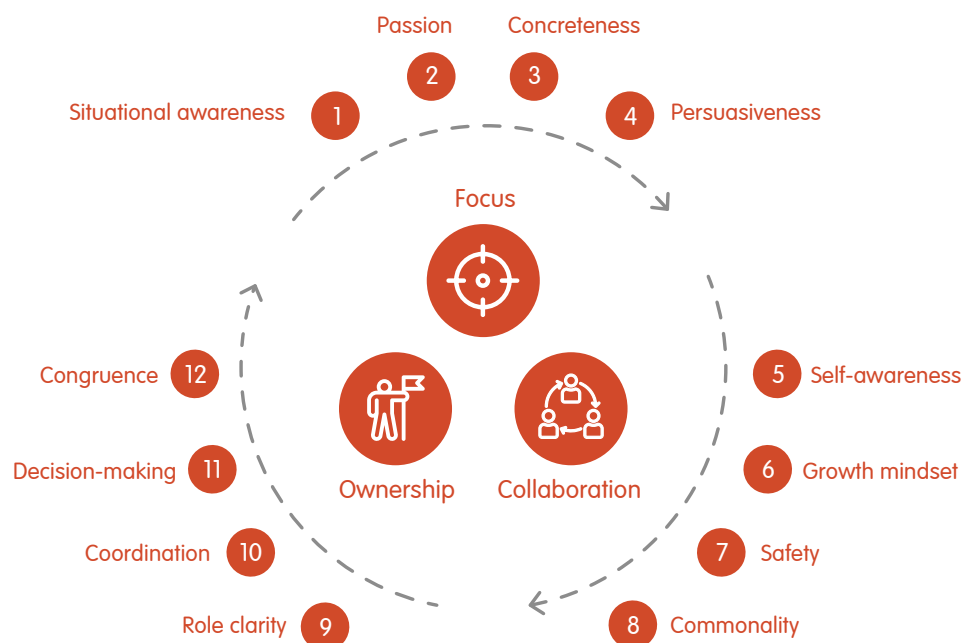 Passion
2
Concreteness
3
Situational awareness
1
4
Persuasiveness
Focus
5
Self-awareness
6
Growth mindset
7
Safety
8
Commonality
Collaboration
Role clarity
9
Coordination
10
Decision-making
11
Congruence
12
Ownership